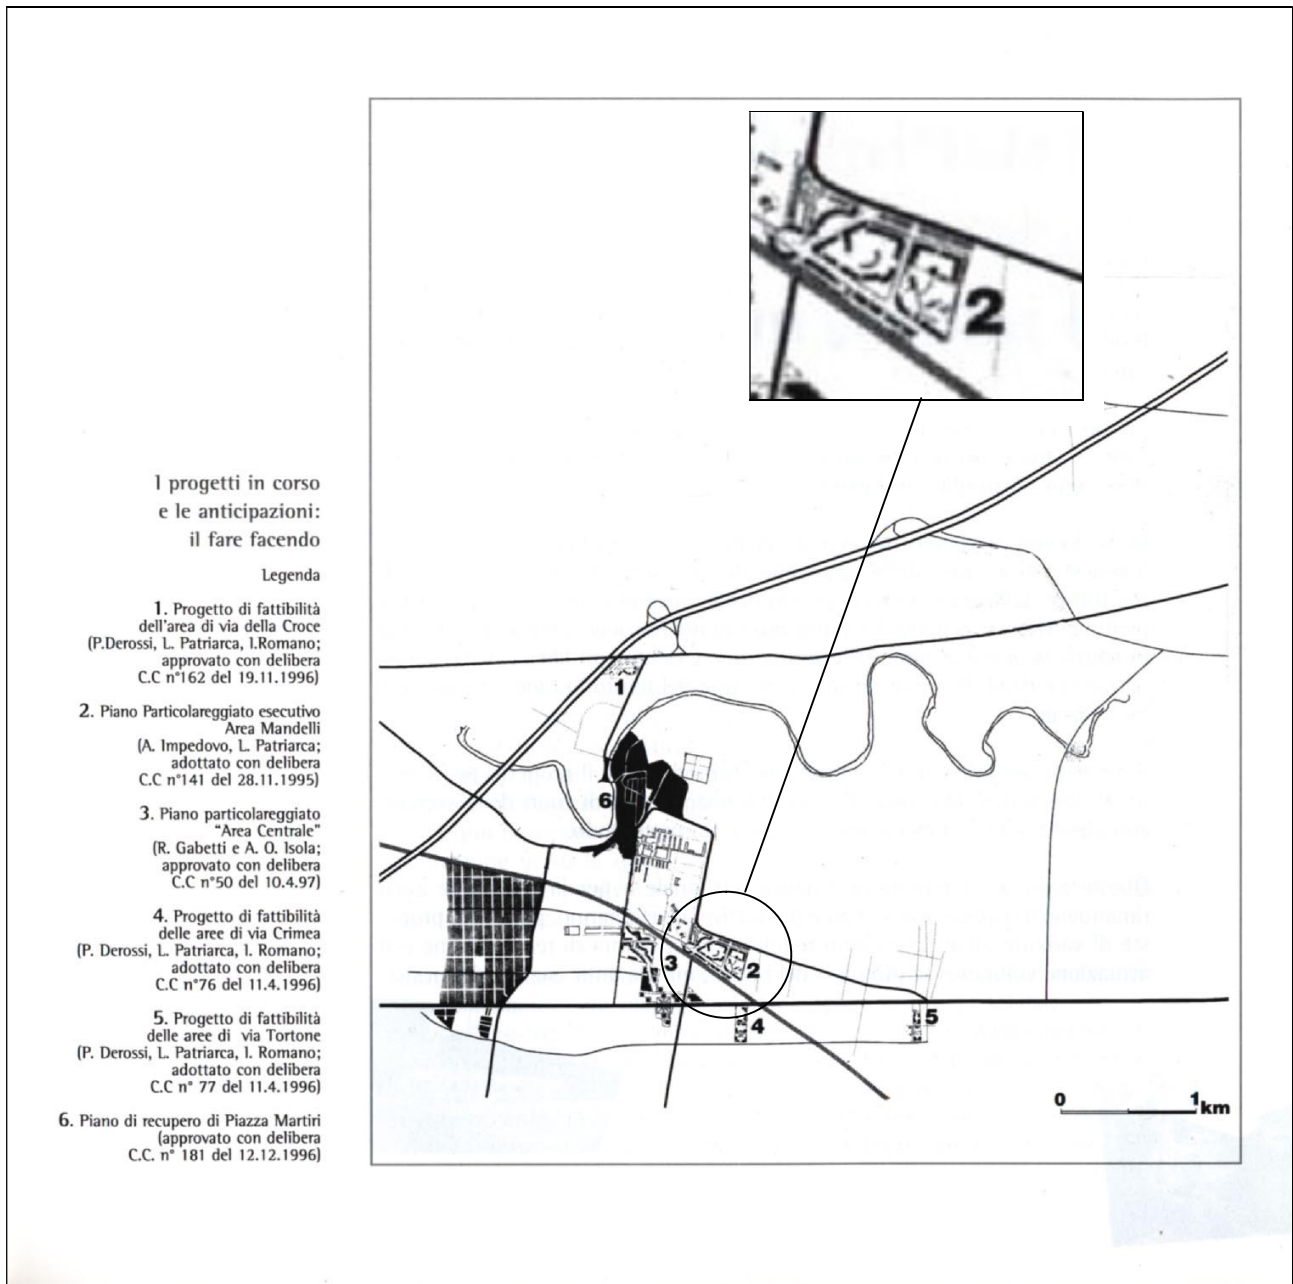 I progetti in corso
e le anticipazioni:
il fare facendo
Legenda
1. Progetto di fattibilità
dell'area di via della Croce
(P.Derossi, L. Patriarca, I.Romano;
approvato con delibera
C.C n°162 del 19.11.1996)
2. Piano Particolareggiato esecutivo
Area Mandelli
(A. Impedovo, L. Patriarca;
adottato con delibera
C.C n°141 del 28.11.1995)
3. Piano particolareggiato
"Area Centrale"
(R. Gabetti e A. O. Isola;
approvato con delibera
C.C n°50 del 10.4.97)
4. Progetto di fattibilità
delle aree di via Crimea
(P. Derossi, L. Patriarca, I. Romano;
adottato con delibera
C.C n°76 del 11.4.1996)
5. Progetto di fattibilità
delle aree di via Tortone
(P. Derossi, L. Patriarca, I. Romano;
adottato con delibera
C.C n° 77 del 11.4.1996)
6. Piano di recupero di Piazza Martiri
(approvato con delibera
C.C. n° 181 del 12.12.1996)
2
1
6
3
2
4
5
0 1 km